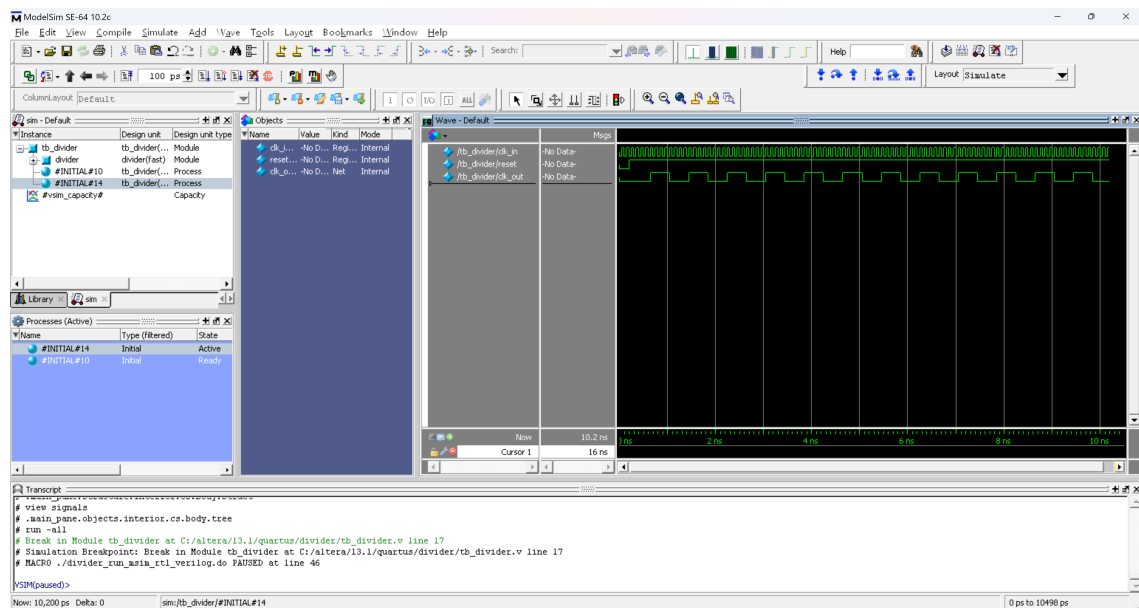 ModelSim SE-64 10.2c
File Edit View Compile Simulate Add Wave Tools Layout Bookmarks Window Help
Search:
Help
100 ps
Layout Simulate
ColumnLayout Default
sim - Default
Instance Design unit Design unit type
tb_divider tb_divider(... Module
divider divider(fast) Module
#INITIAL#10 tb_divider(... Process
#INITIAL#14 tb_divider(... Process
#vsim_capacity# Capacity
Library sim
Processes (Active)
Name Type (filtered) State
#INITIAL#14 Initial Active
#INITIAL#10 Initial Ready
Objects
Name Value Kind Mode
clk_i... -No D... Regi... Internal
reset... -No D... Regi... Internal
clk_o... -No D... Net Internal
Wave - Default
Msgs
/tb_divider/clk_in -No Data-
/tb_divider/reset -No Data-
/tb_divider/clk_out -No Data-
Now 10.2 ns
Cursor 1 16 ns
2 ns 4 ns 6 ns 8 ns 10 ns
Transcript
# view signals
# .main_pane.objects.interior.cs.body.tree
# run -all
# Break in Module tb_divider at C:/altera/13.1/quartus/divider/tb_divider.v line 17
# Simulation Breakpoint: Break in Module tb_divider at C:/altera/13.1/quartus/divider/tb_divider.v line 17
# MACRO ./divider_run_msim_rtl_verilog.do PAUSED at line 46
VSIM(paused)>
Now: 10,200 ps Delta: 0 sim:/tb_divider/#INITIAL#14 0 ps to 10498 ps